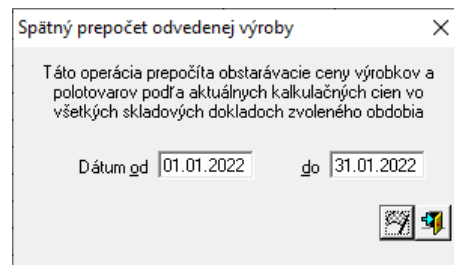 Spätný prepočet odvedenej výroby
Táto operácia prepočíta obstarávacie ceny výrobkov a
polotovarov podľa aktuálnych kalkulačných cien vo
všetkých skladových dokladoch zvoleného obdobia
Dátum od 01.01.2022 do 31.01.2022